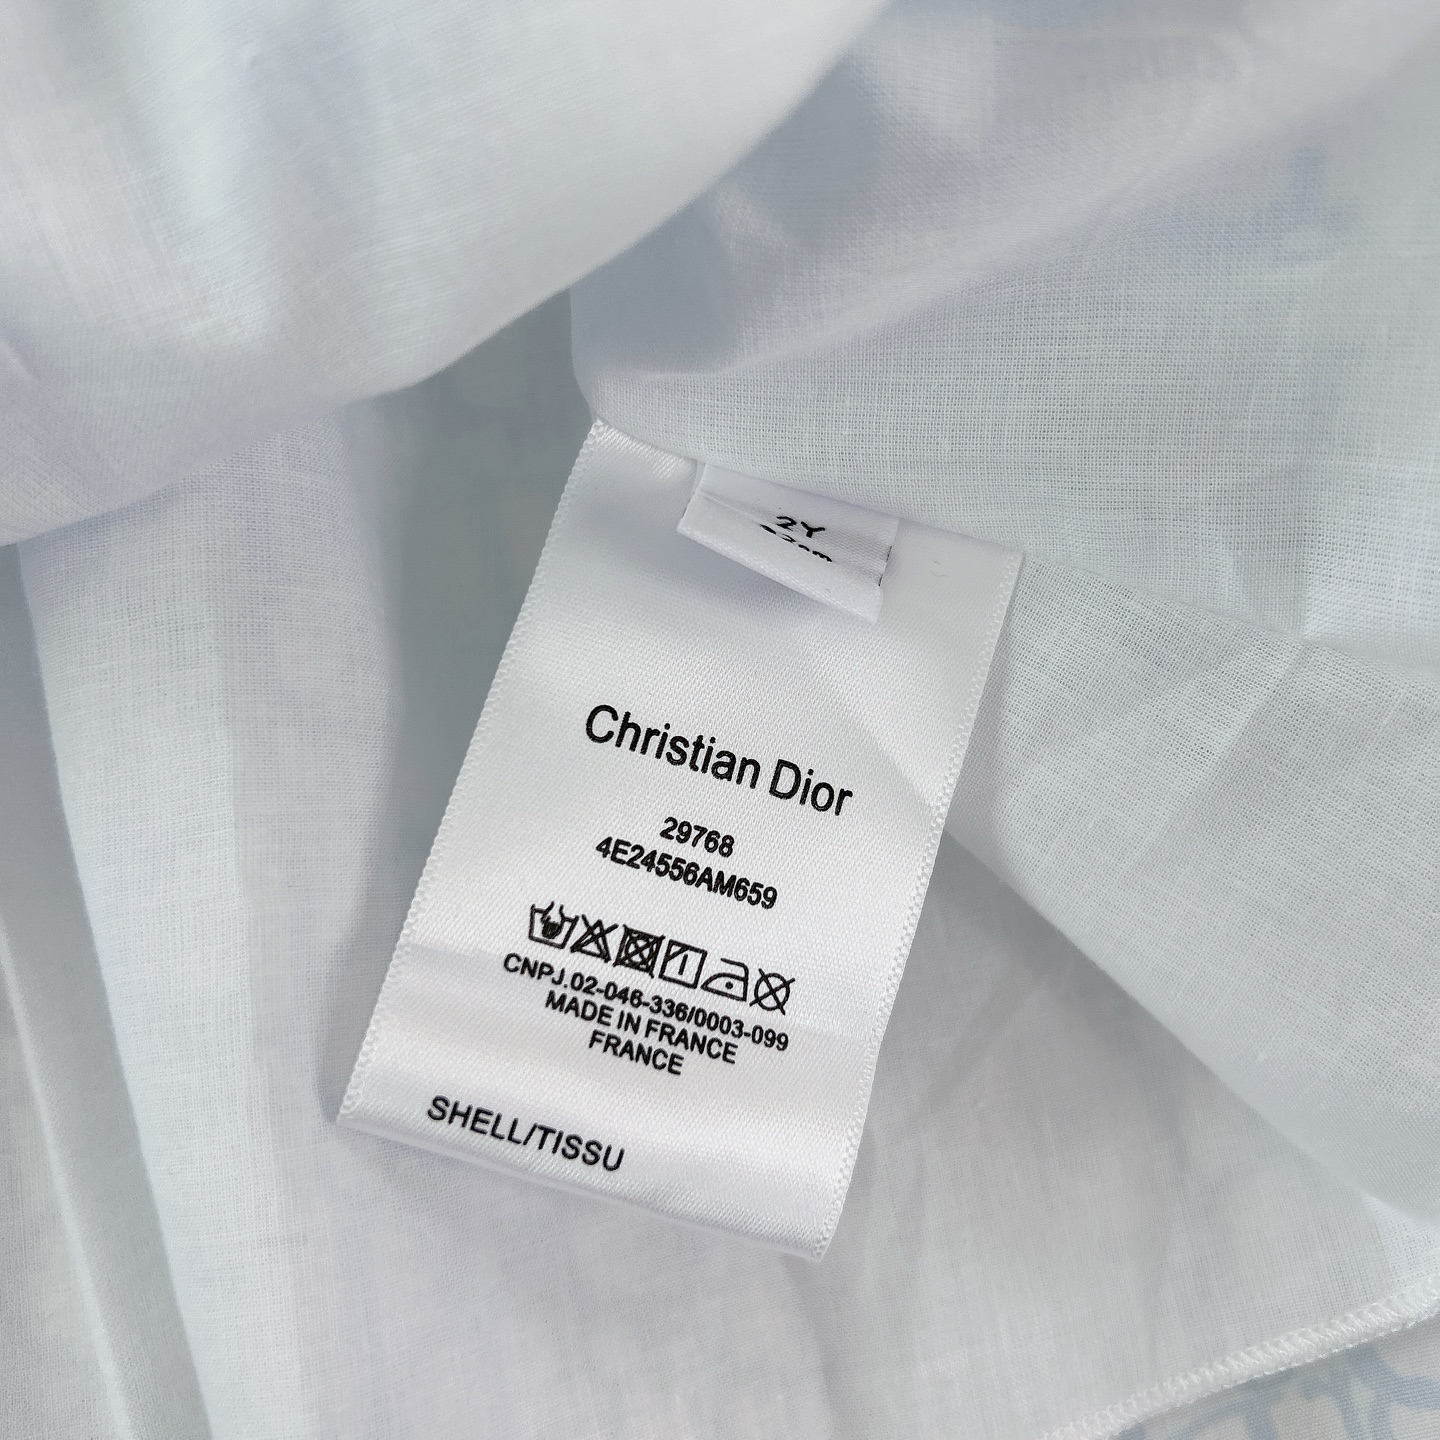 2Y
Christian Dior
29768
4E24556AM659
CNPJ.02-046-336/0003-099
MADE IN FRANCE
FRANCE
SHELL/TISSU